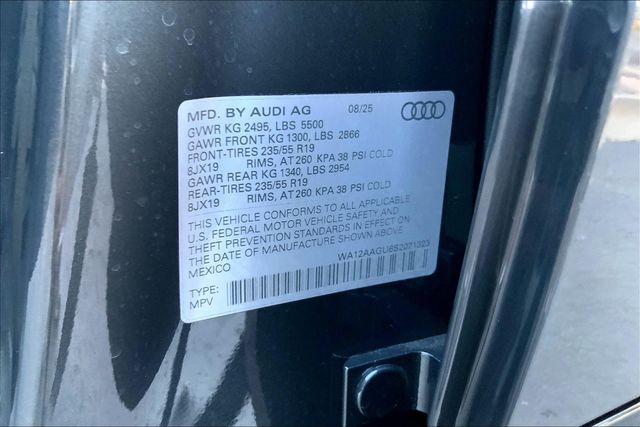 MFD. BY AUDI AG 08/25
GVWR KG 2495, LBS 5500
GAWR FRONT KG 1300, LBS 2866
FRONT-TIRES 235/55 R19
8JX19 RIMS, AT 260 KPA 38 PSI COLD
GAWR REAR KG 1340, LBS 2954
REAR-TIRES 235/55 R19
8JX19 RIMS, AT 260 KPA 38 PSI COLD
THIS VEHICLE CONFORMS TO ALL APPLICABLE
U.S. FEDERAL MOTOR VEHICLE SAFETY AND
THEFT PREVENTION STANDARDS IN EFFECT ON
THE DATE OF MANUFACTURE SHOWN ABOVE.
MEXICO
WA12AAGU6S2071323
TYPE:
MPV